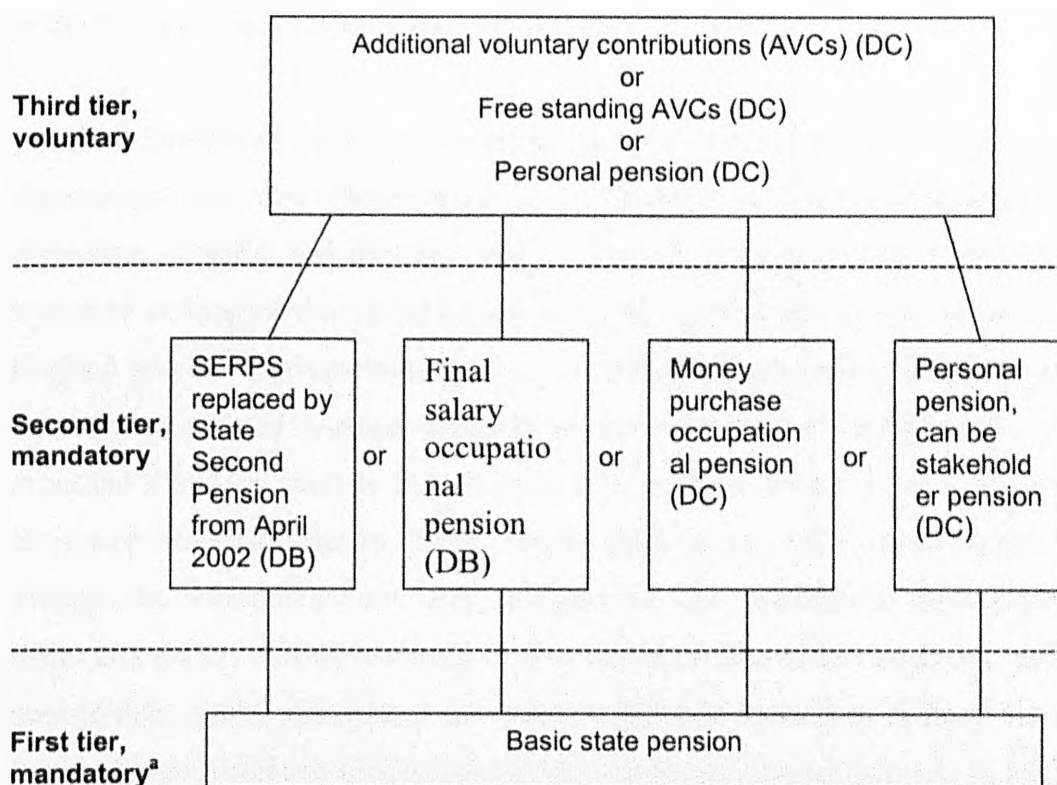 Additional voluntary contributions (AVCs) (DC)
or
Free standing AVCs (DC)
or
Personal pension (DC)
Third tier,
voluntary
Second tier,
mandatory
SERPS
replaced by
State
Second
Pension
from April
2002 (DB)
or
Final
salary
occupatio
nal
pension
(DB)
or
Money
purchase
occupation
al pension
(DC)
or
Personal
pension,
can be
stakehold
er pension
(DC)
First tier,
mandatoryᵃ
Basic state pension